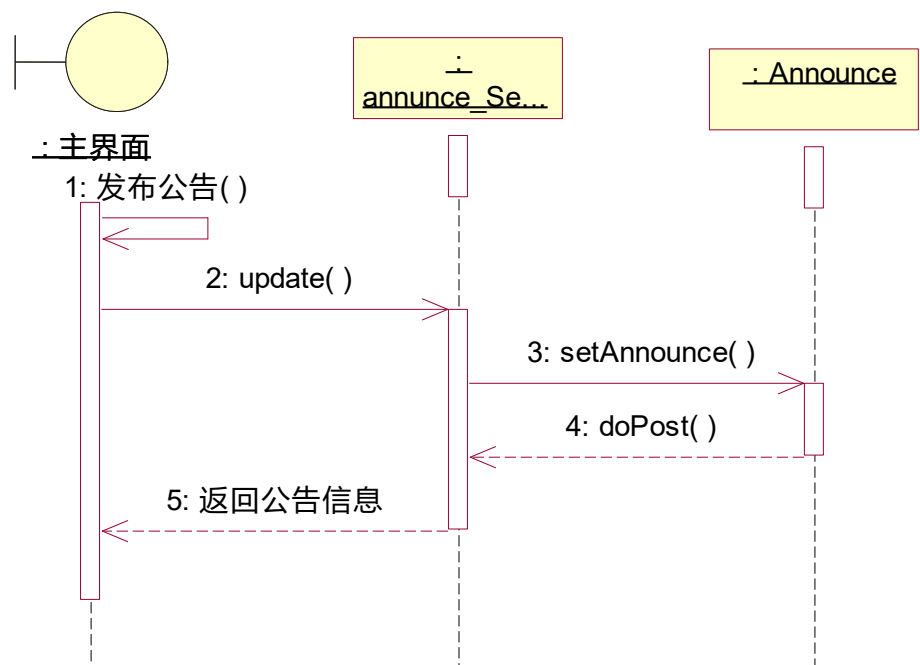 :
annunce_Se...
: Announce
: 主界面
1: 发布公告( )
2: update( )
3: setAnnounce( )
4: doPost( )
5: 返回公告信息